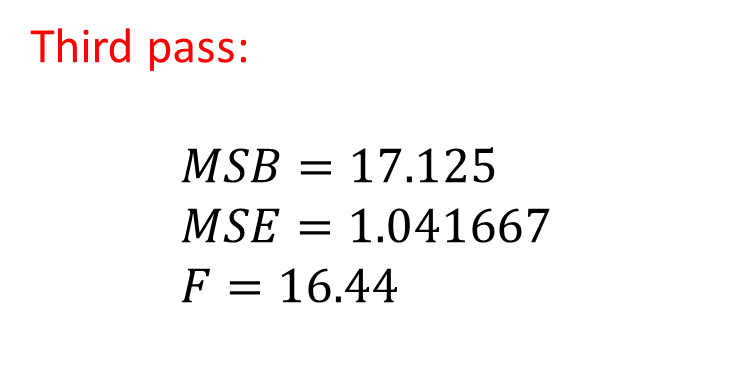 Third pass:
MSB = 17.125
MSE = 1.041667
F = 16.44